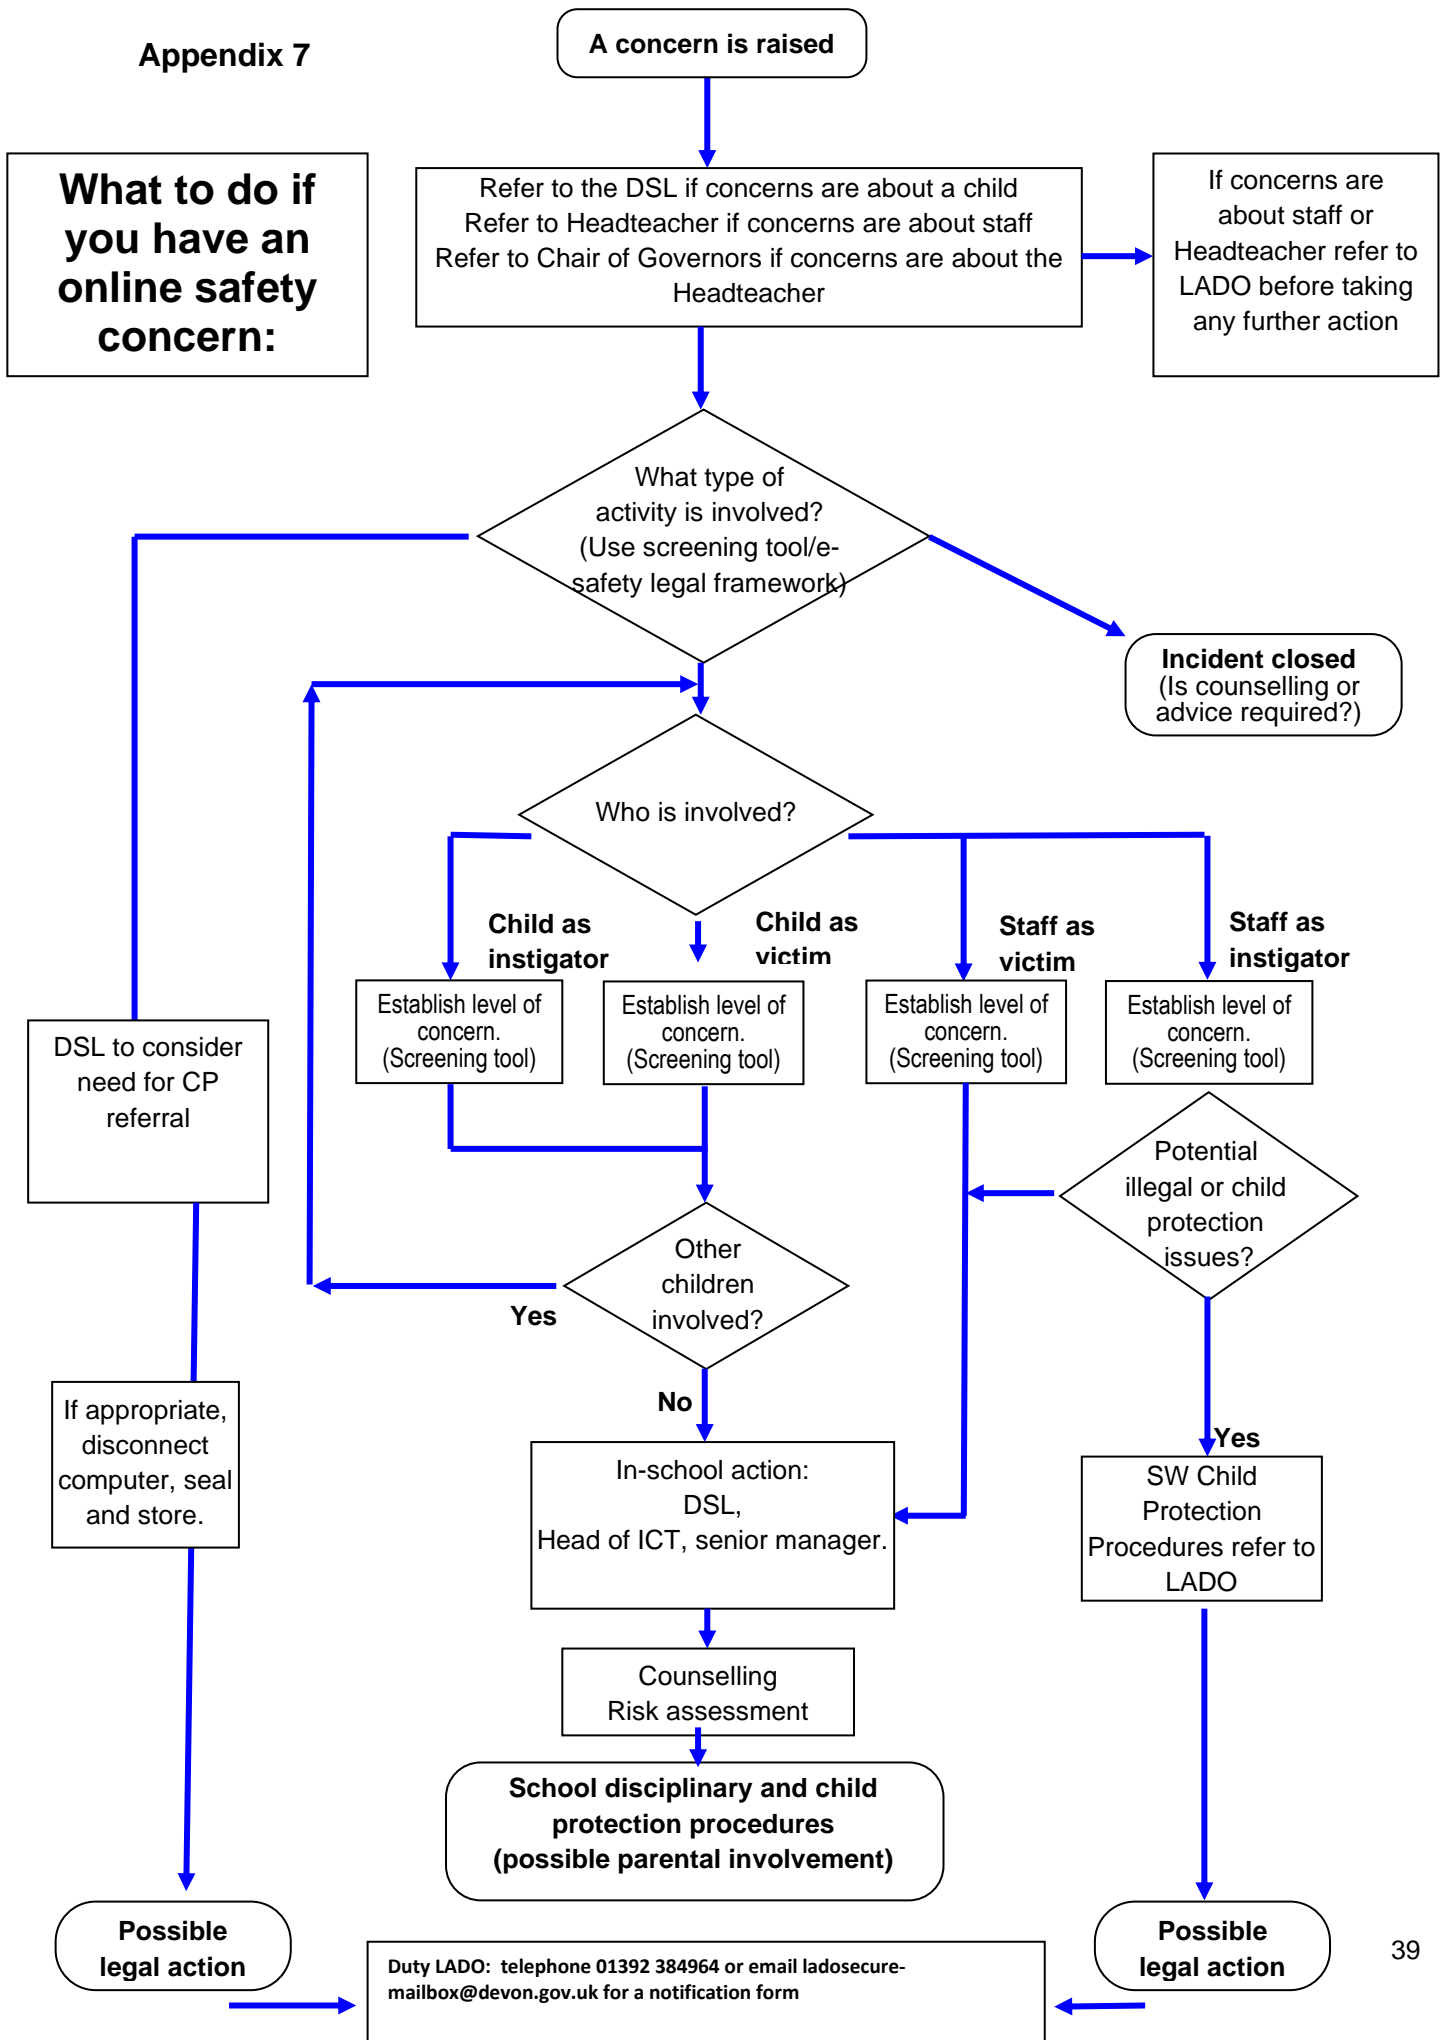 Appendix 7
A concern is raised
What to do if
you have an
online safety
concern:
Refer to the DSL if concerns are about a child
Refer to Headteacher if concerns are about staff
Refer to Chair of Governors if concerns are about the
Headteacher
If concerns are
about staff or
Headteacher refer to
LADO before taking
any further action
What type of
activity is involved?
(Use screening tool/e-
safety legal framework)
Incident closed
(Is counselling or
advice required?)
Who is involved?
Child as
instigator
Child as
victim
Staff as
victim
Staff as
instigator
Establish level of
concern.
(Screening tool)
Establish level of
concern.
(Screening tool)
Establish level of
concern.
(Screening tool)
Establish level of
concern.
(Screening tool)
DSL to consider
need for CP
referral
Potential
illegal or child
protection
issues?
Other
children
involved?
Yes
No
If appropriate,
disconnect
computer, seal
and store.
In-school action:
DSL,
Head of ICT, senior manager.
Yes
SW Child
Protection
Procedures refer to
LADO
Counselling
Risk assessment
School disciplinary and child
protection procedures
(possible parental involvement)
Possible
legal action
Possible
legal action
Duty LADO: telephone 01392 384964 or email ladosecure-
mailbox@devon.gov.uk for a notification form
39